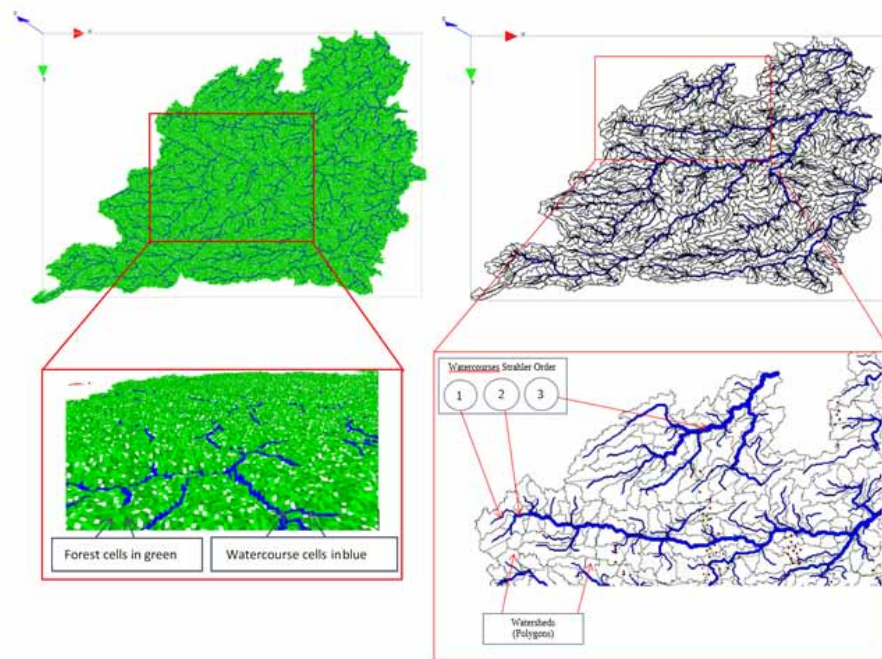 Watercourses Strahler Order
1 2 3
Forest cells in green
Watercourse cells in blue
Watersheds
(Polygons)